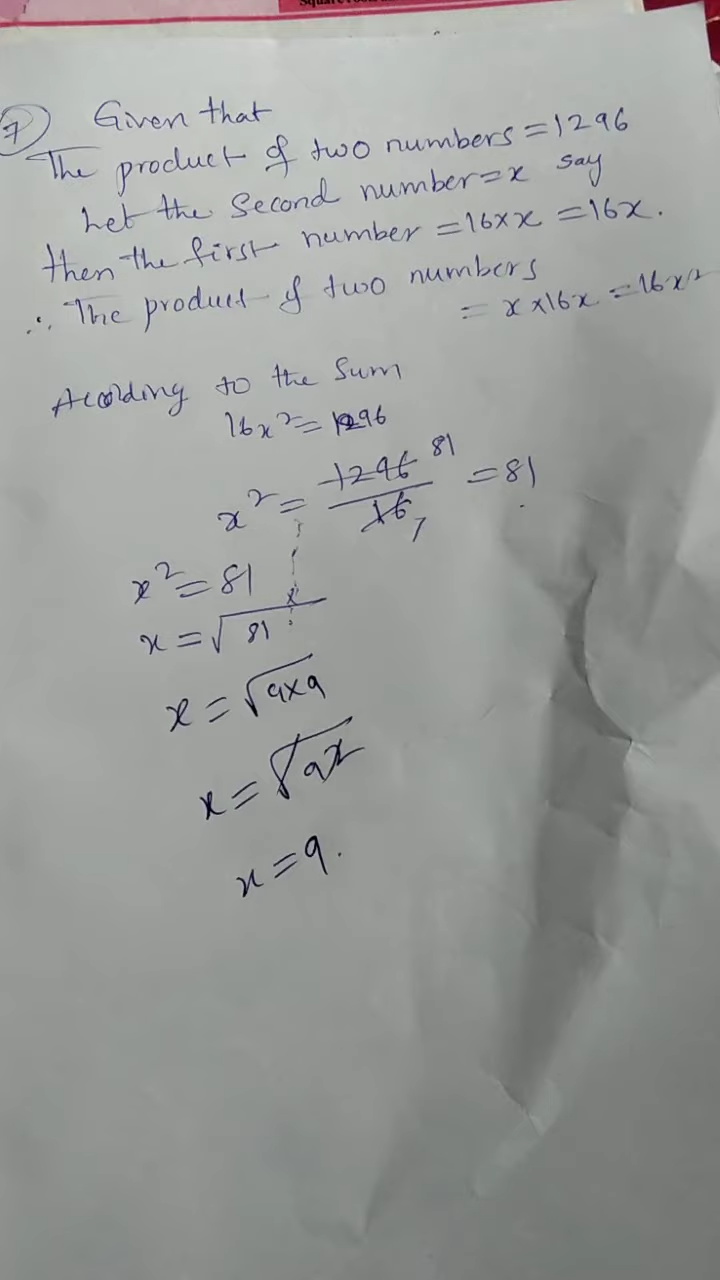 7 Given that
The product of two numbers = 1296
Let the second number = x say
then the first number = 16×x = 16x.
∴ The product of two numbers
= x × 16x = 16x²
According to the Sum
16x² = 1296
x² = 1296/16 81 = 81
x² = 81
x = √81
x = √9×9
x = √9²
x = 9.